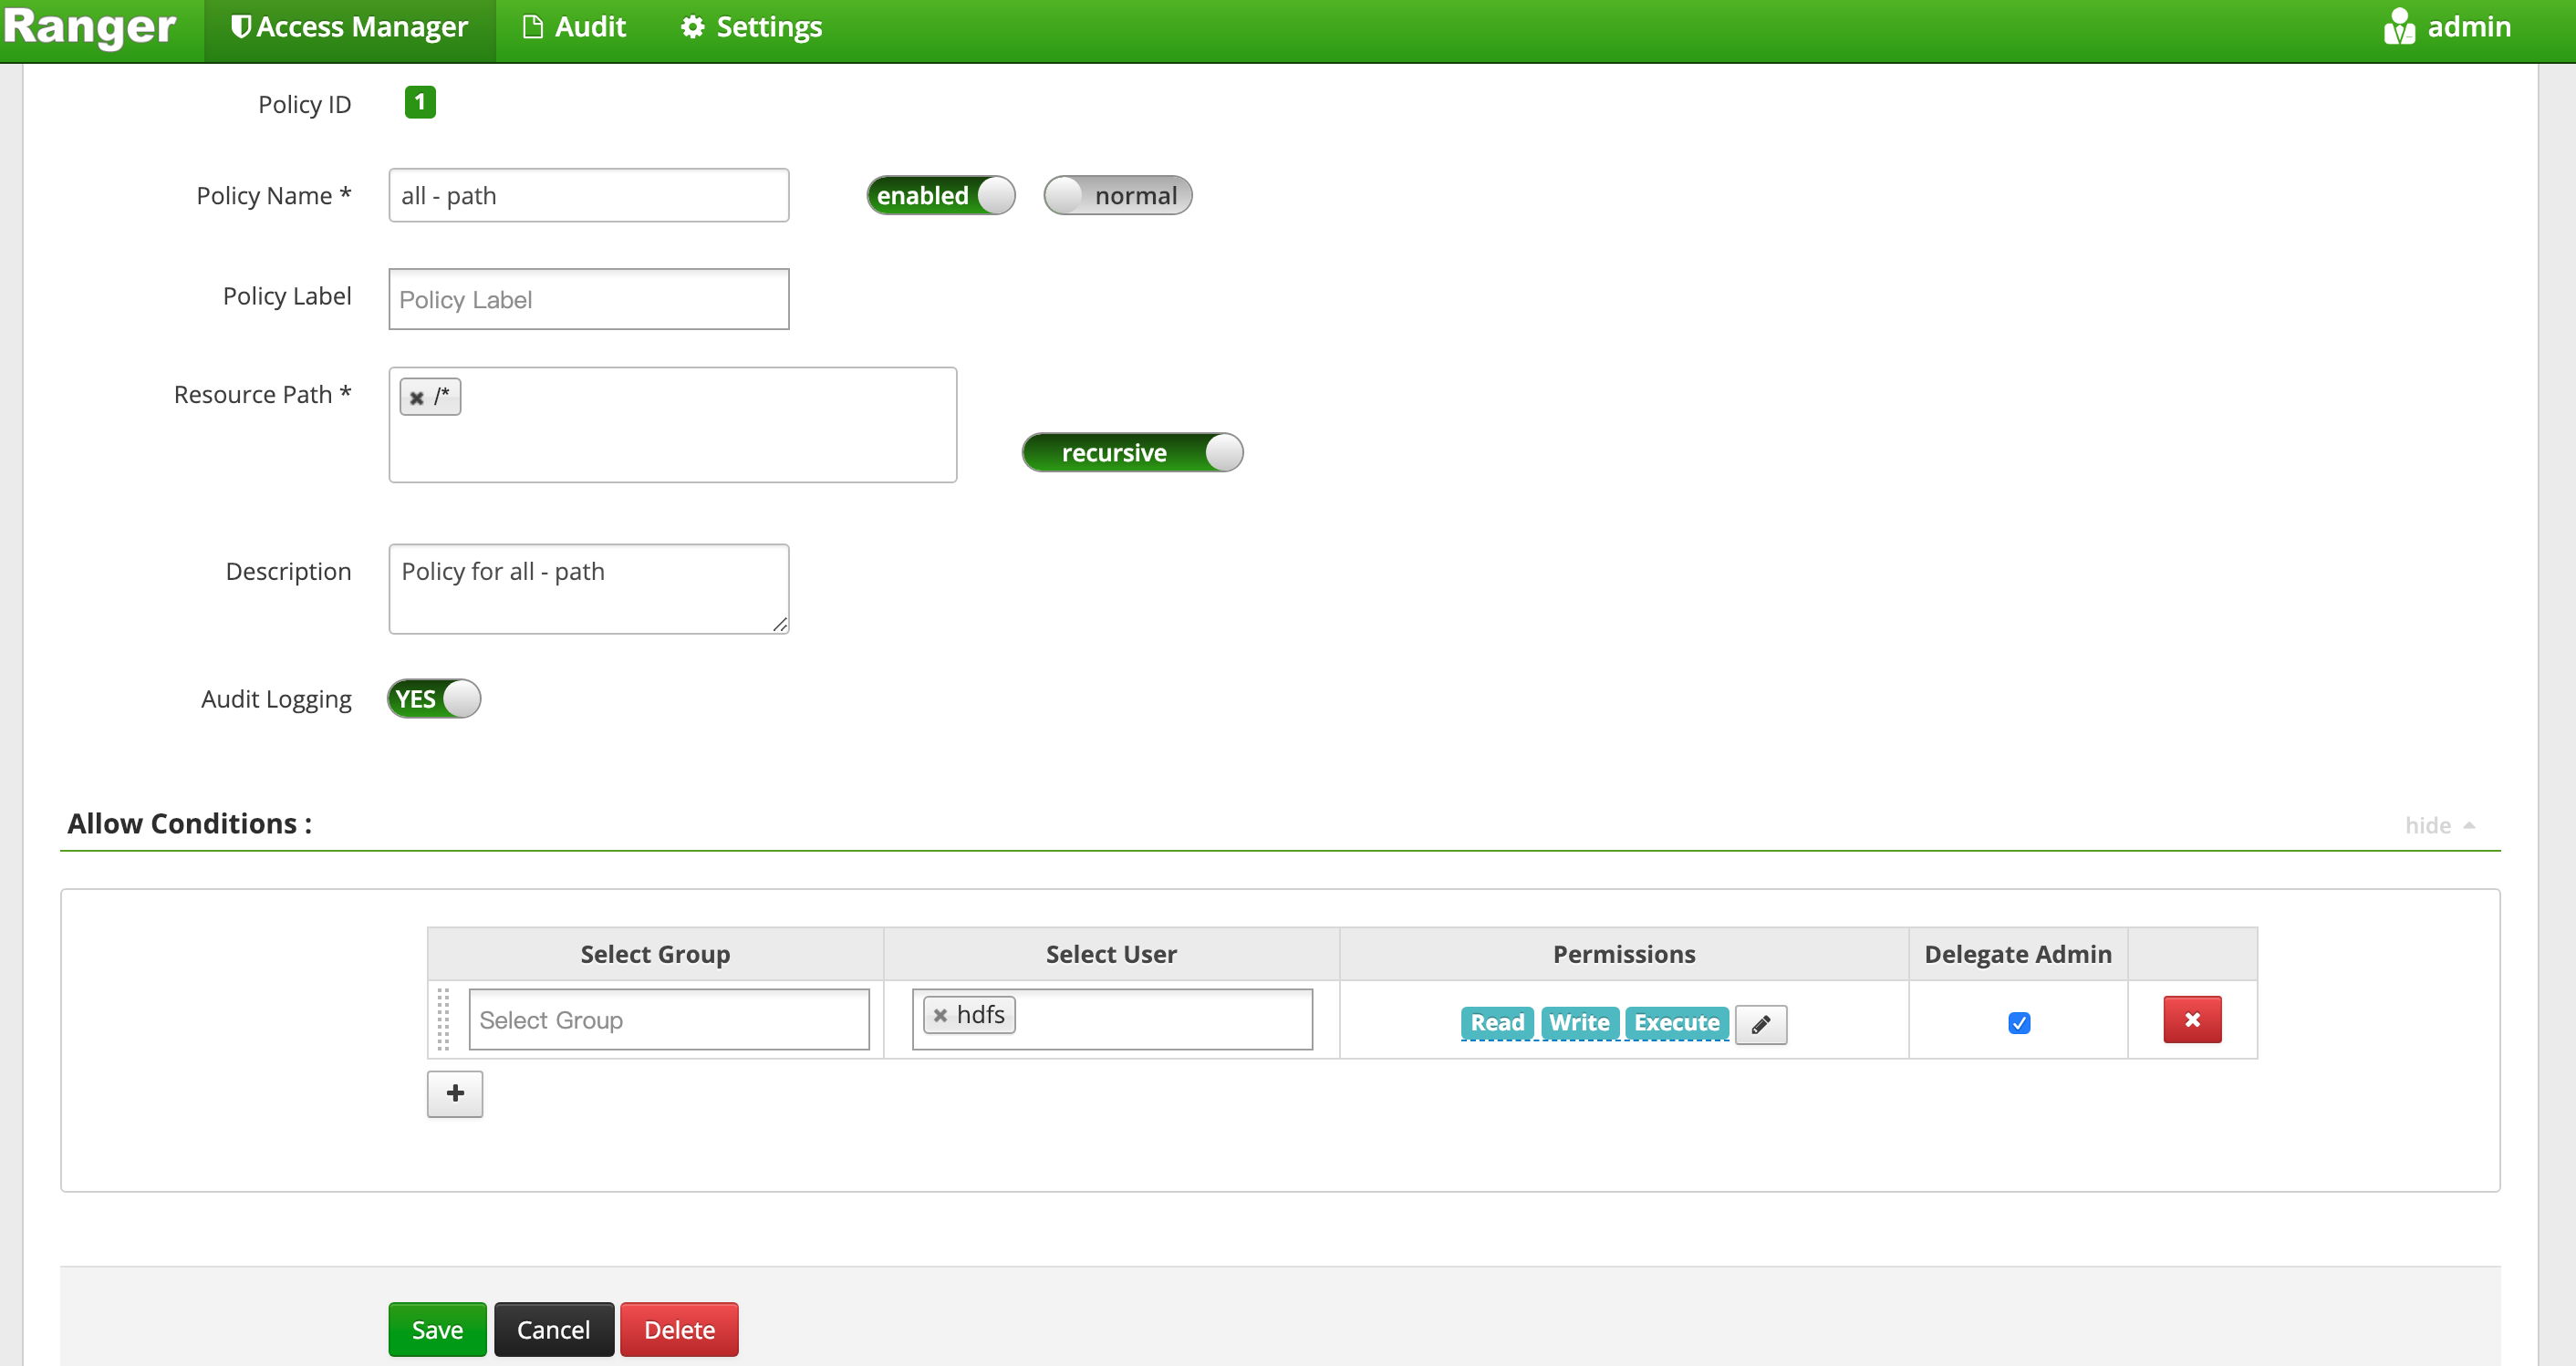 Ranger Access Manager Audit Settings admin
Policy ID 1
Policy Name * all - path enabled normal
Policy Label Policy Label
Resource Path * /*
recursive
Description Policy for all - path
Audit Logging YES
Allow Conditions : hide
Select Group Select User Permissions Delegate Admin
Select Group hdfs Read Write Execute
+
Save Cancel Delete